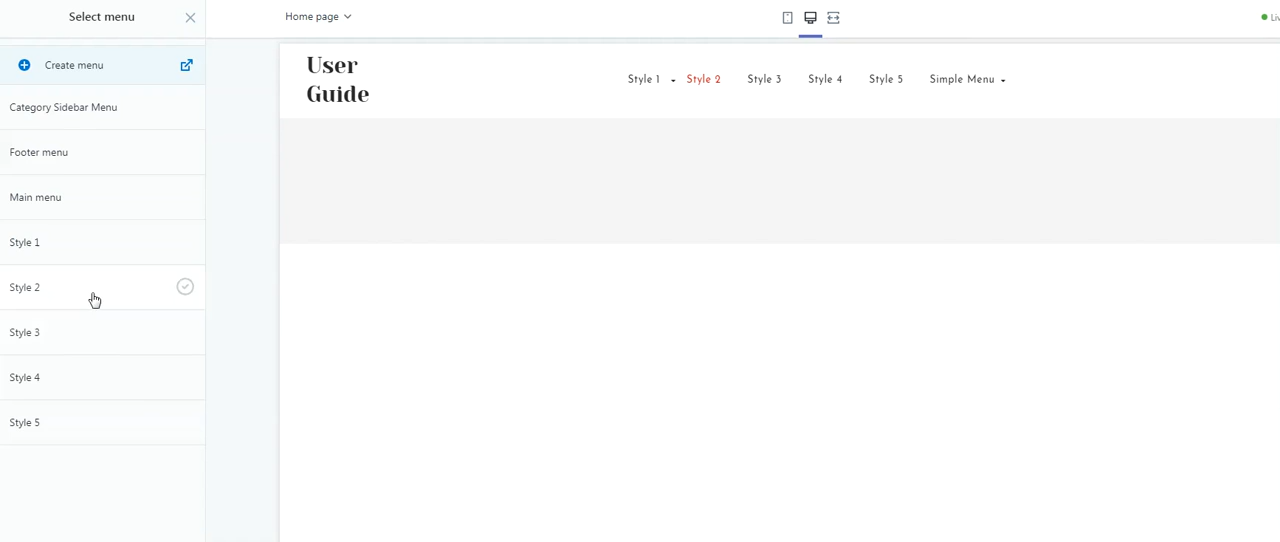 Select menu
Create menu
Category Sidebar Menu
Footer menu
Main menu
Style 1
Style 2
Style 3
Style 4
Style 5
Home page
User
Guide
Style 1 Style 2 Style 3 Style 4 Style 5 Simple Menu